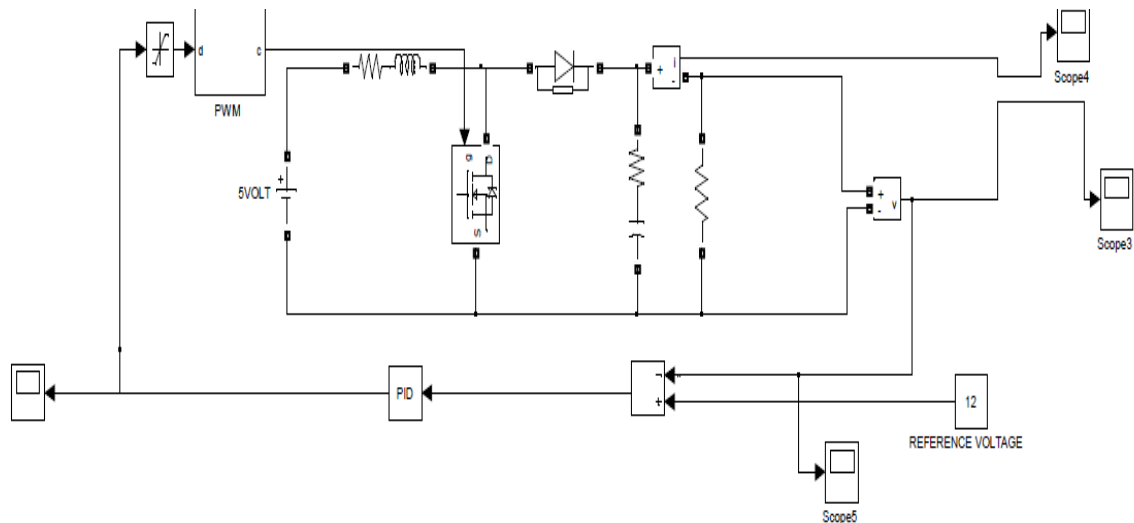 d
c
PWM
i
+
-
Scope4
g
D
S
5VOLT
+
+
-
v
Scope3
PID
-
+
12
REFERENCE VOLTAGE
Scope5